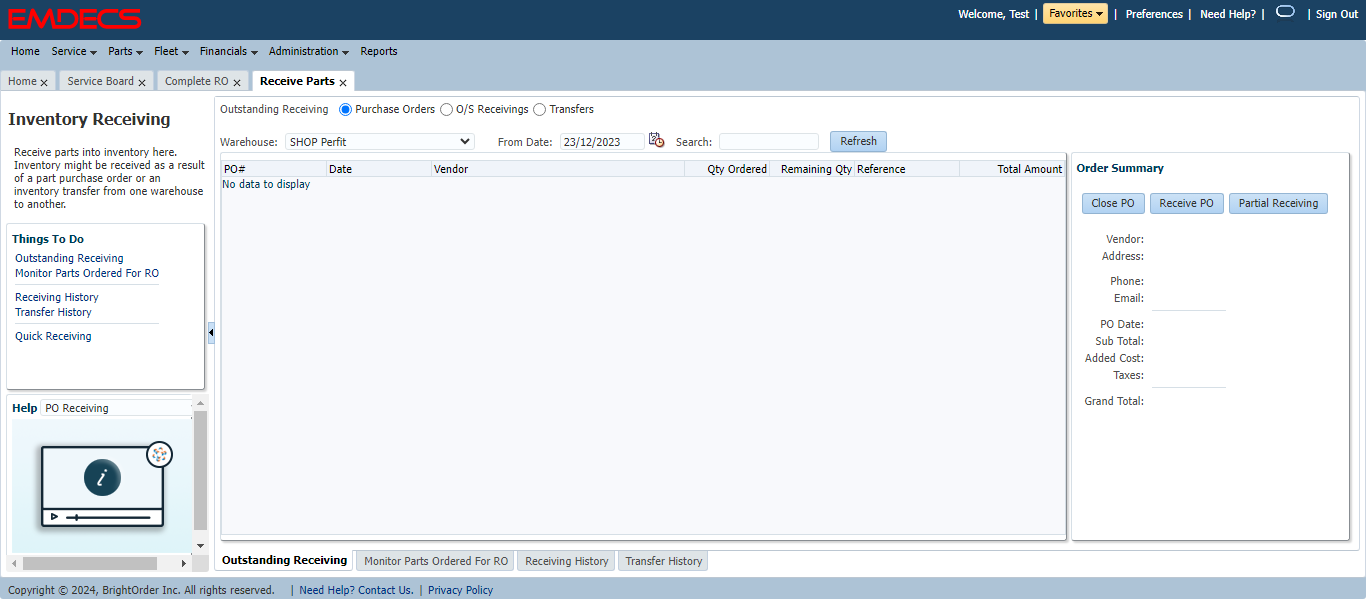 EMDECS
Welcome, Test | Favorites | Preferences | Need Help? | | Sign Out
Home Service Parts Fleet Financials Administration Reports
Home Service Board Complete RO Receive Parts
Inventory Receiving
Receive parts into inventory here.
Inventory might be received as a result
of a part purchase order or an
inventory transfer from one warehouse
to another.
Things To Do
Outstanding Receiving
Monitor Parts Ordered For RO
Receiving History
Transfer History
Quick Receiving
Help PO Receiving
i
Outstanding Receiving Purchase Orders O/S Receivings Transfers
Warehouse: SHOP Perfit From Date: 23/12/2023 Search: Refresh
PO# Date Vendor Qty Ordered Remaining Qty Reference Total Amount
No data to display
Order Summary
Close PO Receive PO Partial Receiving
Vendor:
Address:
Phone:
Email:
PO Date:
Sub Total:
Added Cost:
Taxes:
Grand Total:
Outstanding Receiving Monitor Parts Ordered For RO Receiving History Transfer History
Copyright © 2024, BrightOrder Inc. All rights reserved. | Need Help? Contact Us. | Privacy Policy